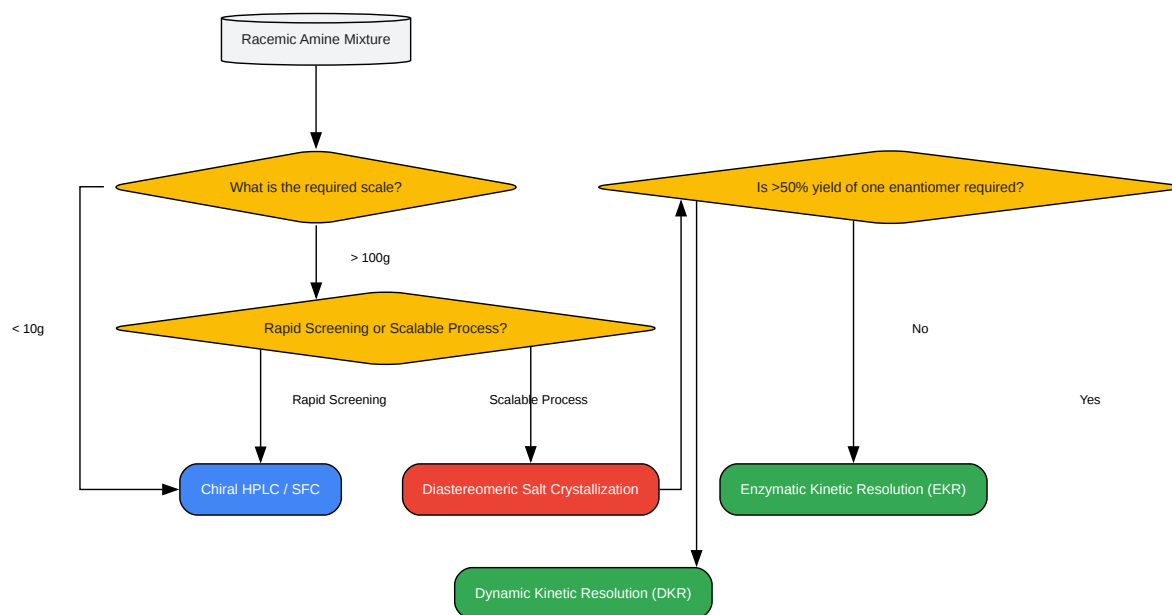 Racemic Amine Mixture
What is the required scale?
Is >50% yield of one enantiomer required?
> 100g
Rapid Screening or Scalable Process?
< 10g
No
Rapid Screening
Scalable Process
Yes
Chiral HPLC / SFC
Diastereomeric Salt Crystallization
Enzymatic Kinetic Resolution (EKR)
Dynamic Kinetic Resolution (DKR)